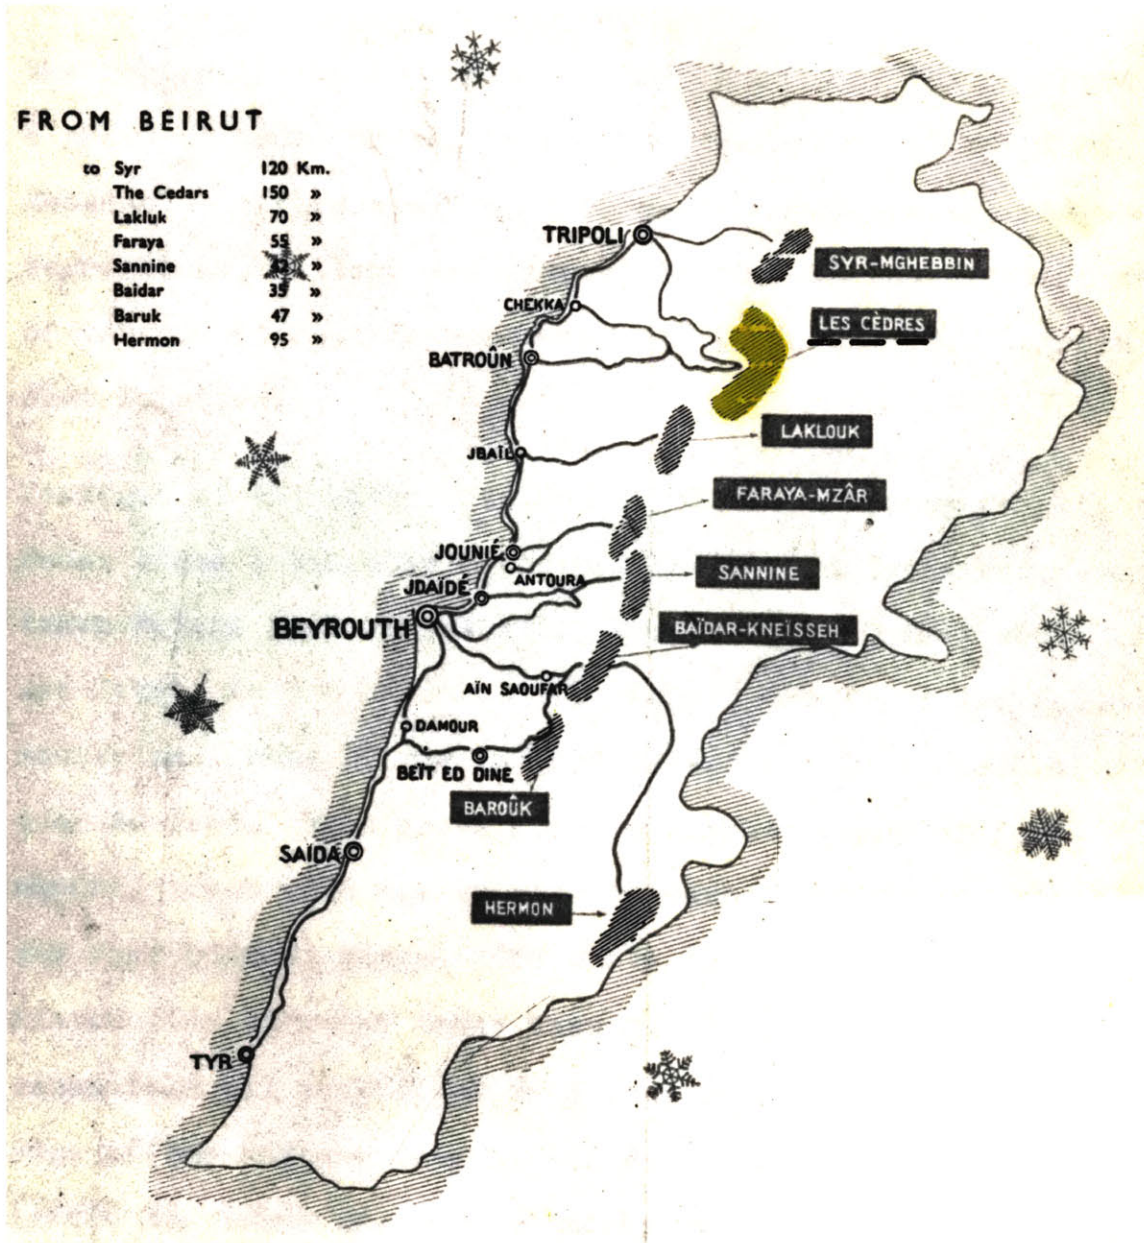 FROM BEIRUT
to Syr 120 Km.
The Cedars 150 »
Lakluk 70 »
Faraya 55 »
Sannine »
Baidar 35 »
Baruk 47 »
Hermon 95 »
TRIPOLI
SYR-MGHEBBIN
CHEKKA
LES CÈDRES
BATROÛN
LAKLOUK
JBAÏL
FARAYA-MZÂR
JOUNIÉ
ANTOURA
SANNINE
JDAÏDÉ
BEYROUTH
BAÏDAR-KNEÏSSEH
AÏN SAOUFAR
DAMOUR
BEÏT ED DINE
BAROÛK
SAÏDA
HERMON
TYR